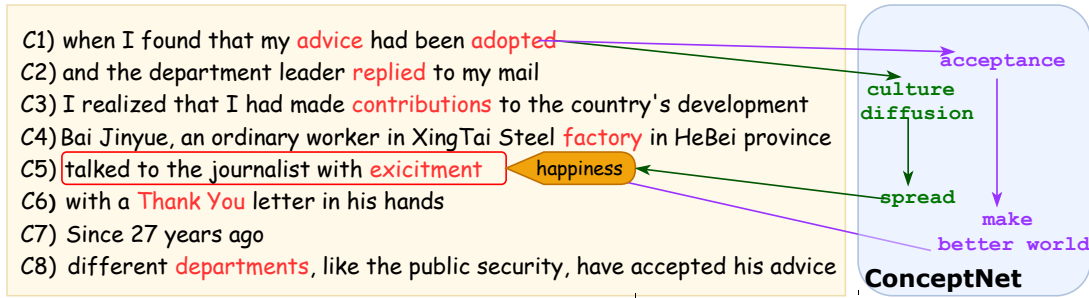 C1) when I found that my advice had been adopted
C2) and the department leader replied to my mail
C3) I realized that I had made contributions to the country's development
C4) Bai Jinyue, an ordinary worker in XingTai Steel factory in HeBei province
C5) talked to the journalist with exicitment
happiness
C6) with a Thank You letter in his hands
C7) Since 27 years ago
C8) different departments, like the public security, have accepted his advice
acceptance
culture
diffusion
spread
make
better world
ConceptNet